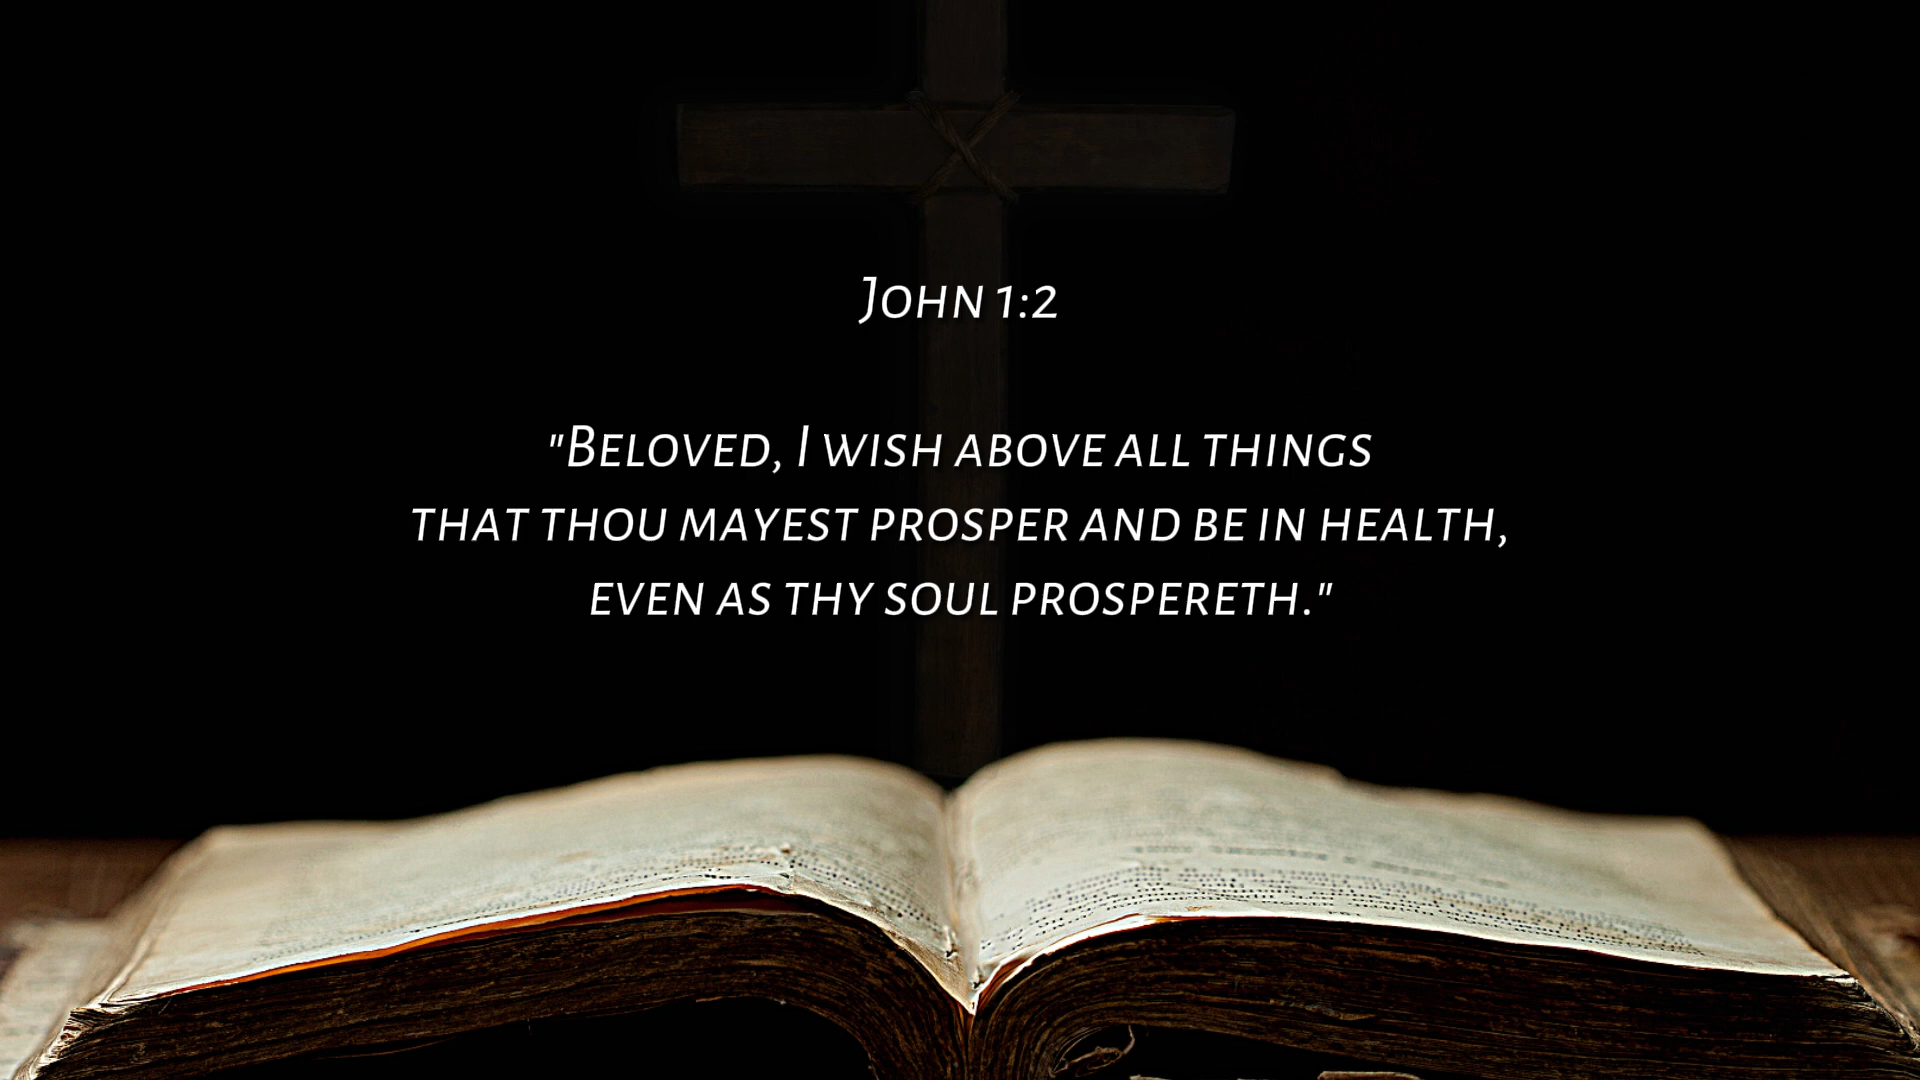 John 1:2
"Beloved, I wish above all things
that thou mayest prosper and be in health,
even as thy soul prospereth."